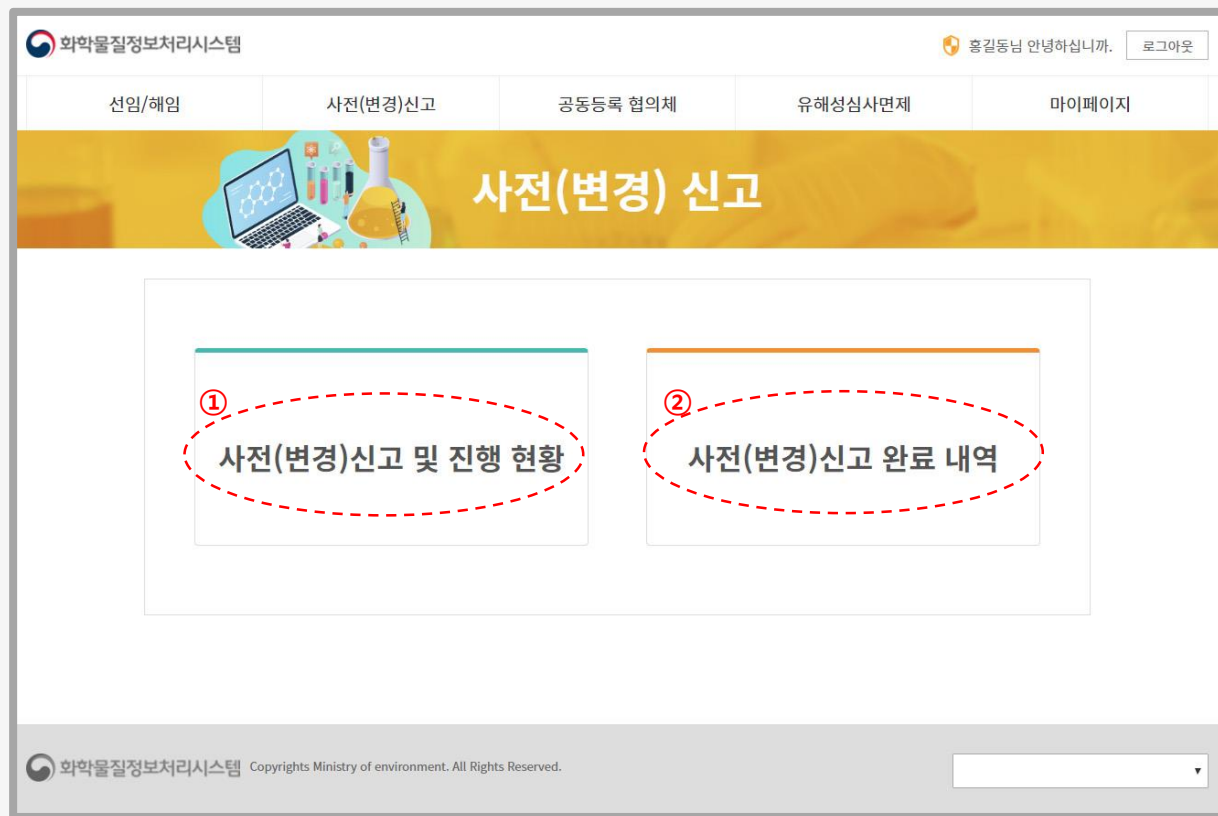 화학물질정보처리시스템
홍길동님 안녕하십니까. 로그아웃
선임/해임 사전(변경)신고 공동등록 협의체 유해성심사면제 마이페이지
사전(변경) 신고
① ②
사전(변경)신고 및 진행 현황 사전(변경)신고 완료 내역
화학물질정보처리시스템 Copyrights Ministry of environment. All Rights Reserved.